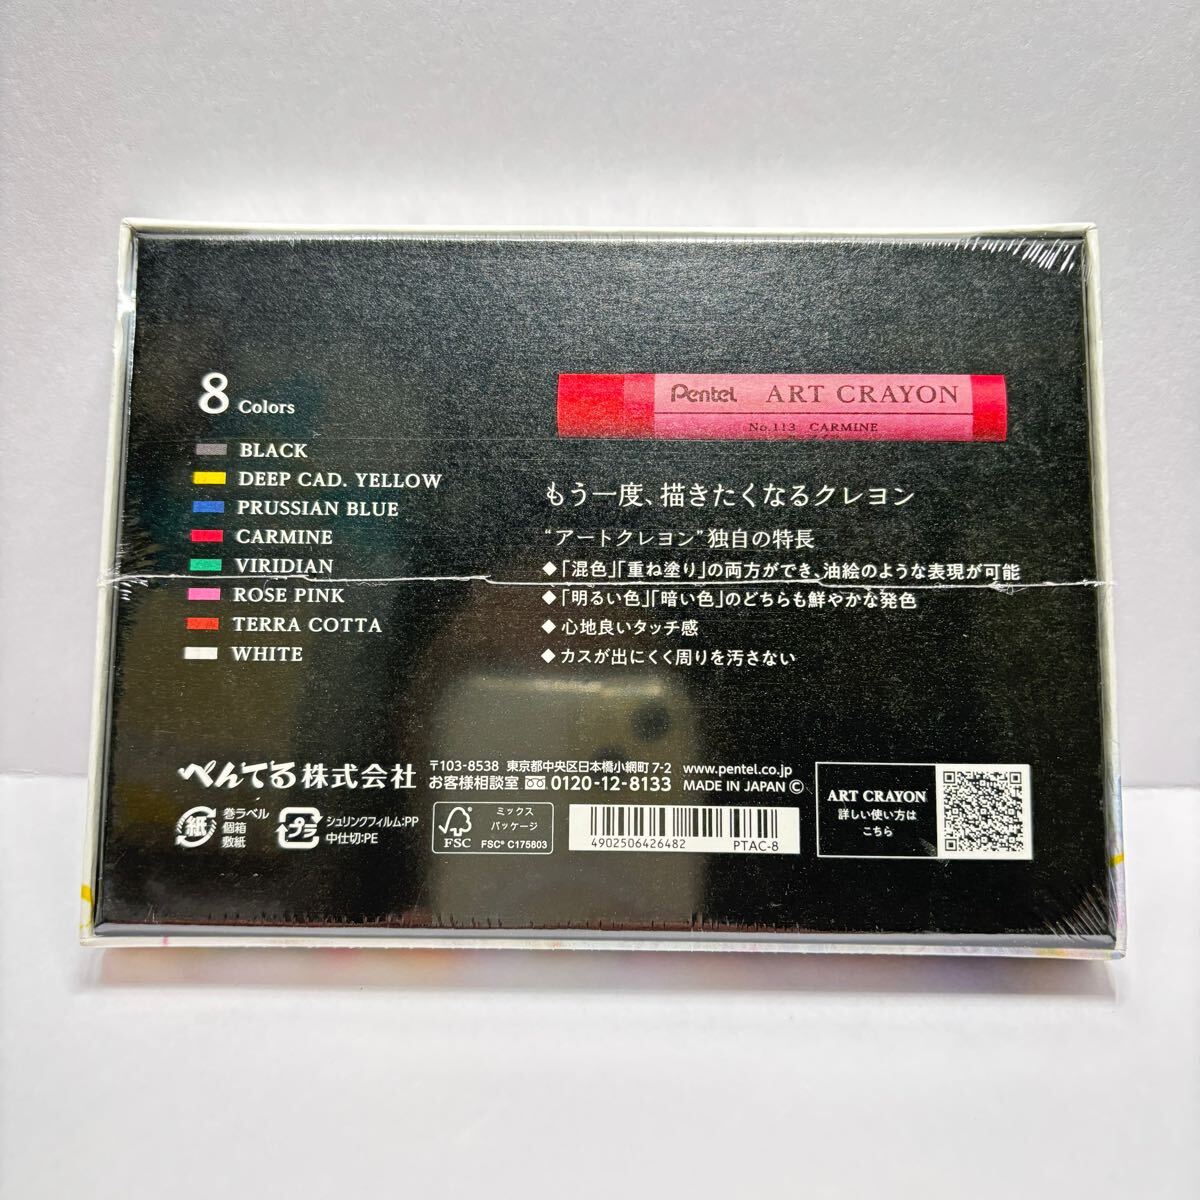 8 Colors
BLACK
DEEP CAD. YELLOW
PRUSSIAN BLUE
CARMINE
VIRIDIAN
ROSE PINK
TERRA COTTA
WHITE
Pentel ART CRAYON
No.113 CARMINE
もう一度、描きたくなるクレヨン
“アートクレヨン”独自の特長
◆「混色」「重ね塗り」の両方ができ、油絵のような表現が可能
◆「明るい色」「暗い色」のどちらも鮮やかな発色
◆心地良いタッチ感
◆カスが出にくく周りを汚さない
ぺんてる株式会社
〒103-8538 東京都中央区日本橋小網町 7-2 www.pentel.co.jp
お客様相談室 0120-12-8133 MADE IN JAPAN Ⓒ
紙
巻ラベル
個箱
敷紙
プラ
シュリンクフィルム:PP
中仕切:PE
FSC
ミックス
パッケージ
FSC® C175803
4902506426482 PTAC-8
ART CRAYON
詳しい使い方は
こちら